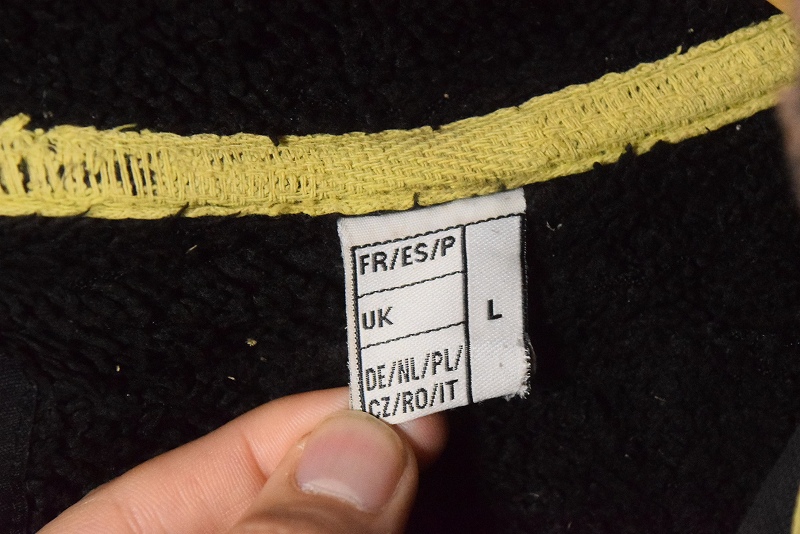 FR/ES/P
UK
L
DE/NL/PL/
CZ/RO/IT